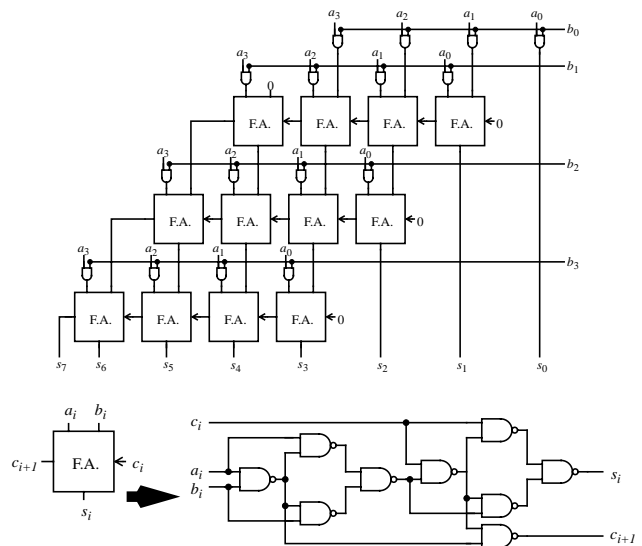 a₃ a₂ a₁ a₀
b₀
a₃ a₂ a₁ a₀
b₁
0
F.A. F.A. F.A. F.A. 0
a₃ a₂ a₁ a₀
b₂
F.A. F.A. F.A. F.A. 0
a₃ a₂ a₁ a₀
b₃
F.A. F.A. F.A. F.A. 0
s₇ s₆ s₅ s₄ s₃ s₂ s₁ s₀
aᵢ bᵢ
cᵢ₊₁ F.A. cᵢ
sᵢ
cᵢ
aᵢ
bᵢ
sᵢ
cᵢ₊₁